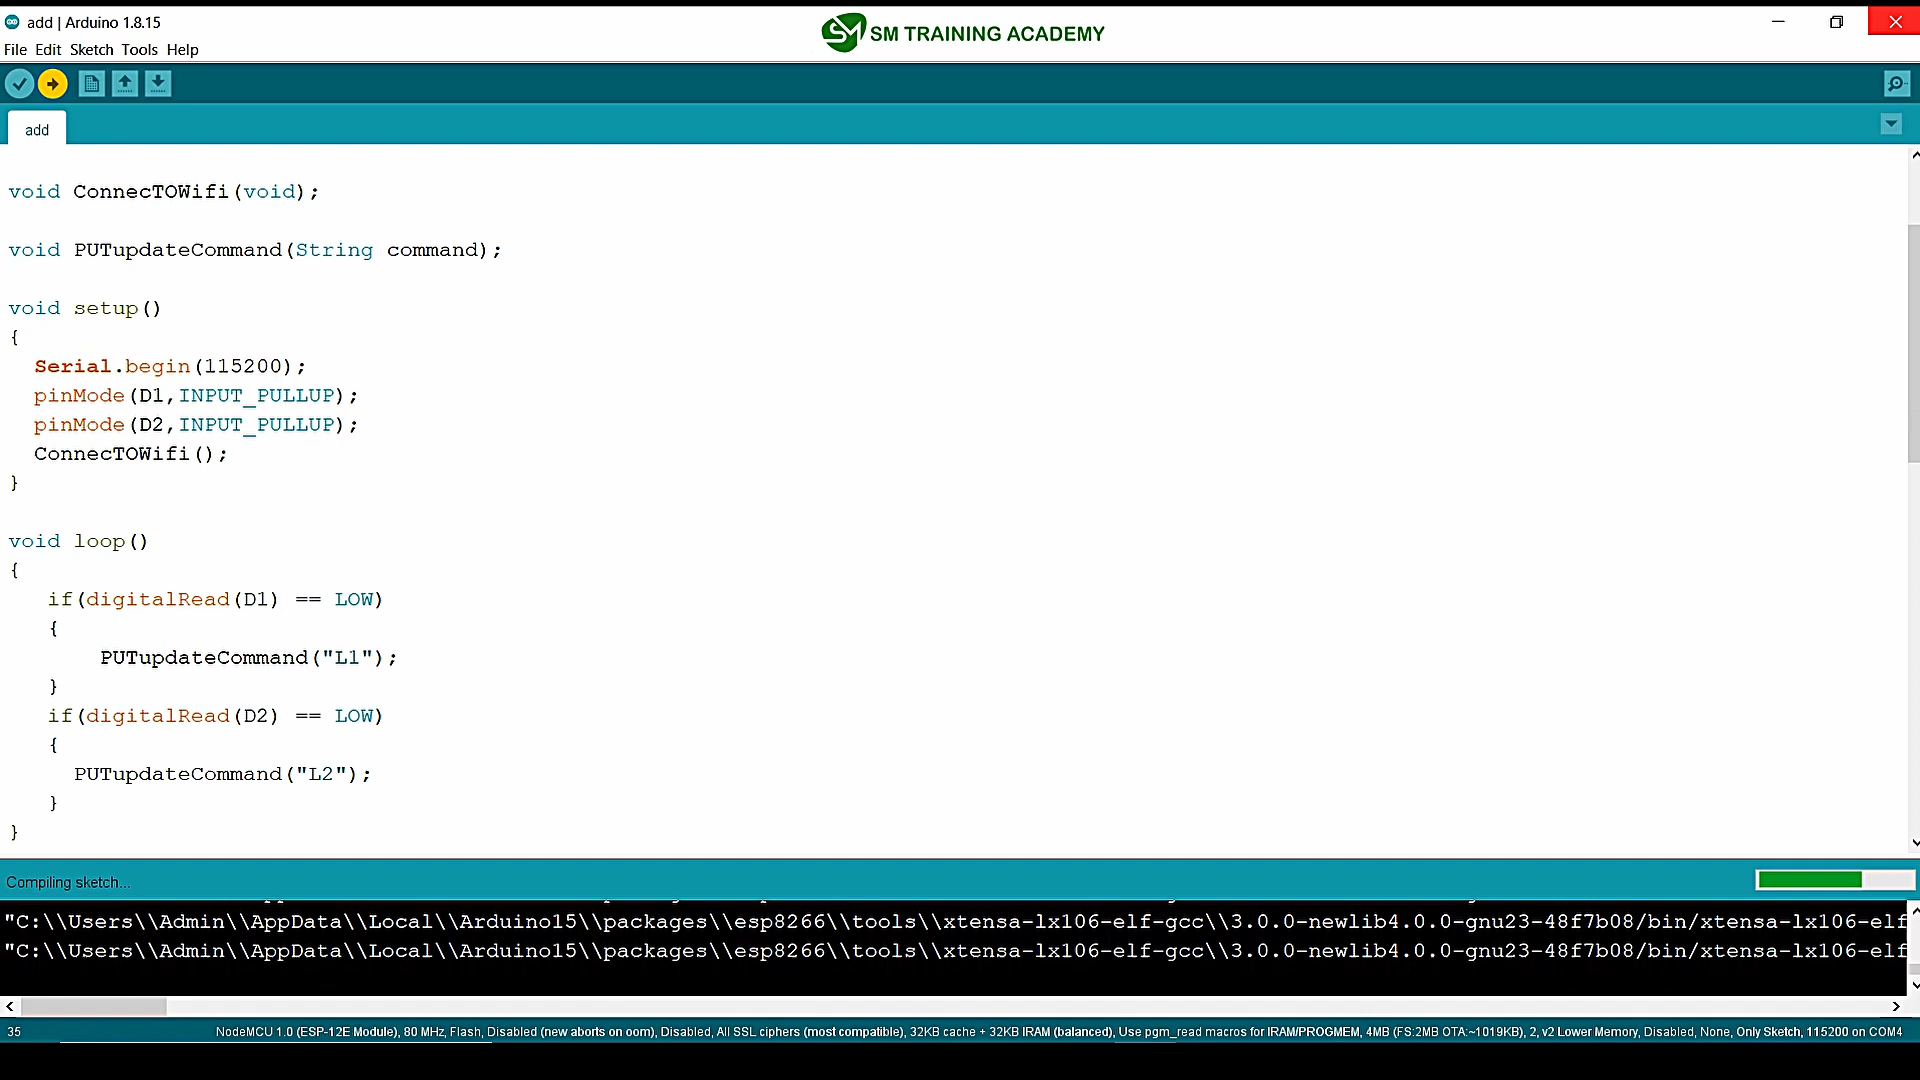 add | Arduino 1.8.15
SM SM TRAINING ACADEMY
File Edit Sketch Tools Help
add
void ConnecTOWifi(void);
void PUTupdateCommand(String command);
void setup()
{
Serial.begin(115200);
pinMode(D1,INPUT_PULLUP);
pinMode(D2,INPUT_PULLUP);
ConnecTOWifi();
}
void loop()
{
if(digitalRead(D1) == LOW)
{
PUTupdateCommand("L1");
}
if(digitalRead(D2) == LOW)
{
PUTupdateCommand("L2");
}
}
Compiling sketch...
"C:\\Users\\Admin\\AppData\\Local\\Arduino15\\packages\\esp8266\\tools\\xtensa-lx106-elf-gcc\\3.0.0-newlib4.0.0-gnu23-48f7b08/bin/xtensa-lx106-elf
"C:\\Users\\Admin\\AppData\\Local\\Arduino15\\packages\\esp8266\\tools\\xtensa-lx106-elf-gcc\\3.0.0-newlib4.0.0-gnu23-48f7b08/bin/xtensa-lx106-elf
35 NodeMCU 1.0 (ESP-12E Module), 80 MHz, Flash, Disabled (new aborts on oom), Disabled, All SSL ciphers (most compatible), 32KB cache + 32KB IRAM (balanced), Use pgm_read macros for IRAM/PROGMEM, 4MB (FS:2MB OTA:~1019KB), 2, v2 Lower Memory, Disabled, None, Only Sketch, 115200 on COM4